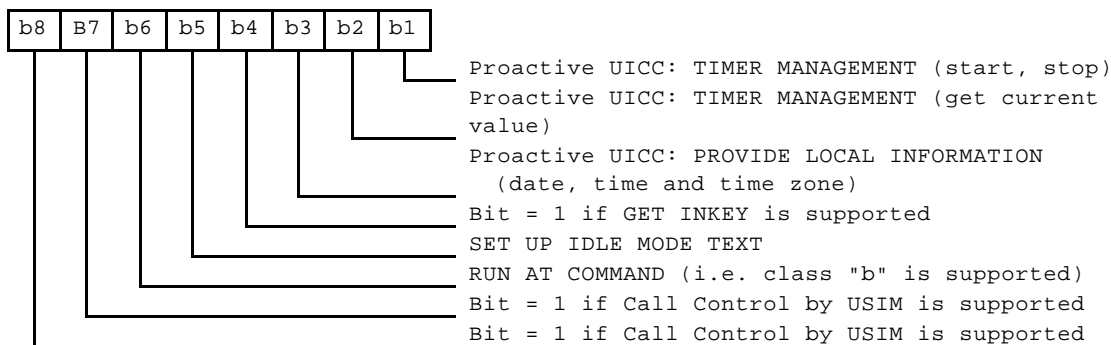 b8 B7 b6 b5 b4 b3 b2 b1
Proactive UICC: TIMER MANAGEMENT (start, stop)
Proactive UICC: TIMER MANAGEMENT (get current
value)
Proactive UICC: PROVIDE LOCAL INFORMATION
(date, time and time zone)
Bit = 1 if GET INKEY is supported
SET UP IDLE MODE TEXT
RUN AT COMMAND (i.e. class "b" is supported)
Bit = 1 if Call Control by USIM is supported
Bit = 1 if Call Control by USIM is supported